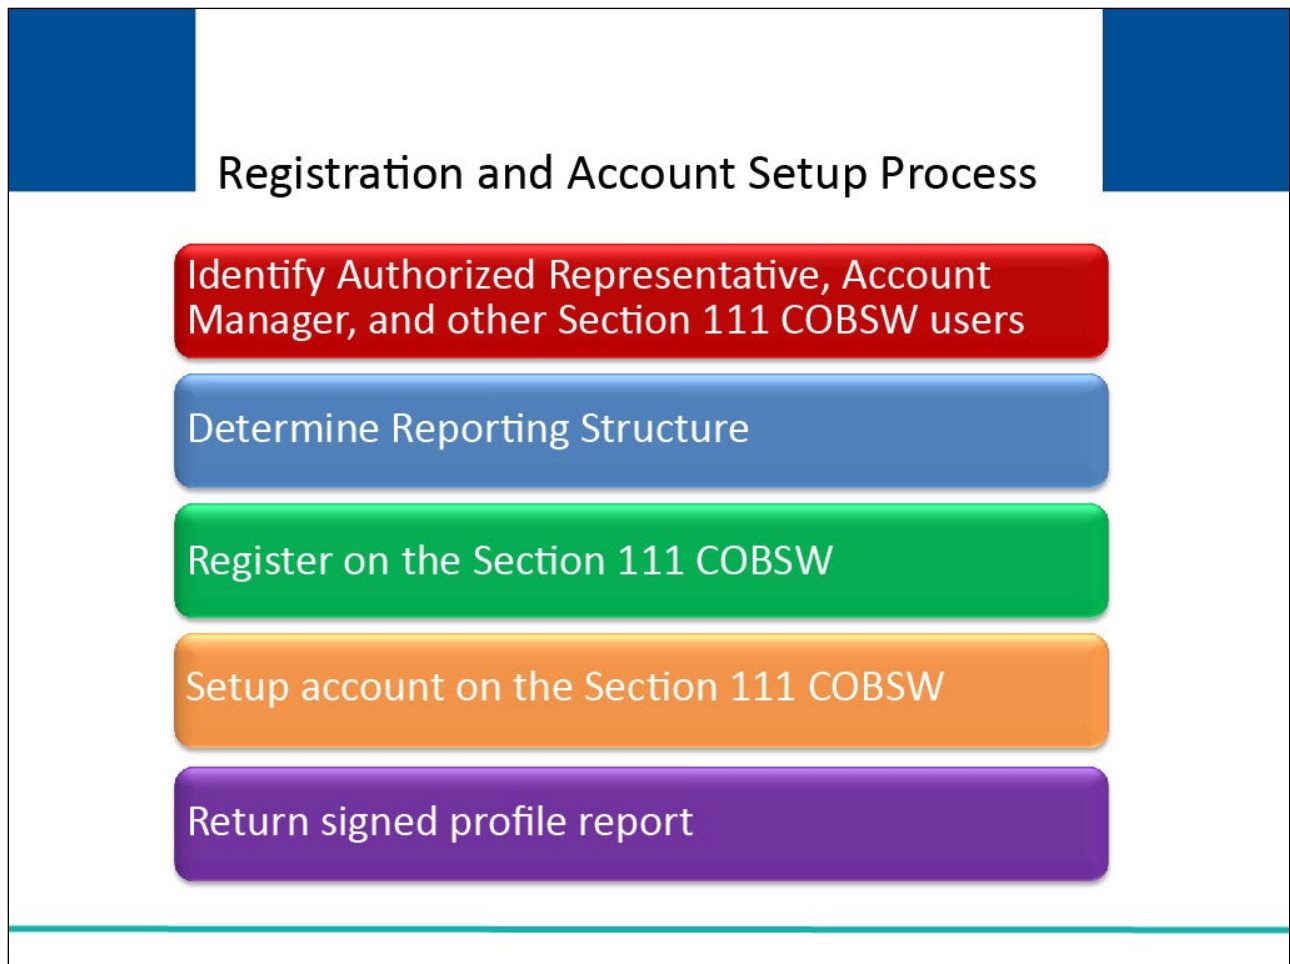 Registration and Account Setup Process
Identify Authorized Representative, Account
Manager, and other Section 111 COBSW users
Determine Reporting Structure
Register on the Section 111 COBSW
Setup account on the Section 111 COBSW
Return signed profile report